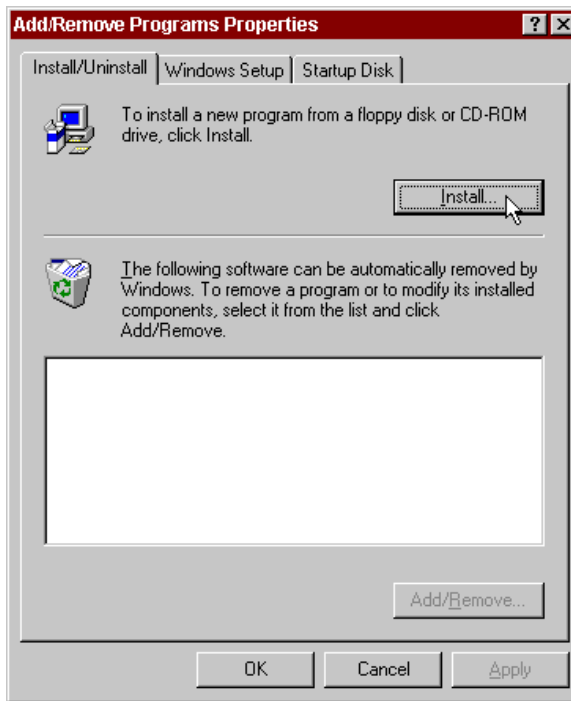 Add/Remove Programs Properties
Install/Uninstall Windows Setup Startup Disk
To install a new program from a floppy disk or CD-ROM
drive, click Install.
Install...
The following software can be automatically removed by
Windows. To remove a program or to modify its installed
components, select it from the list and click
Add/Remove.
Add/Remove...
OK Cancel Apply